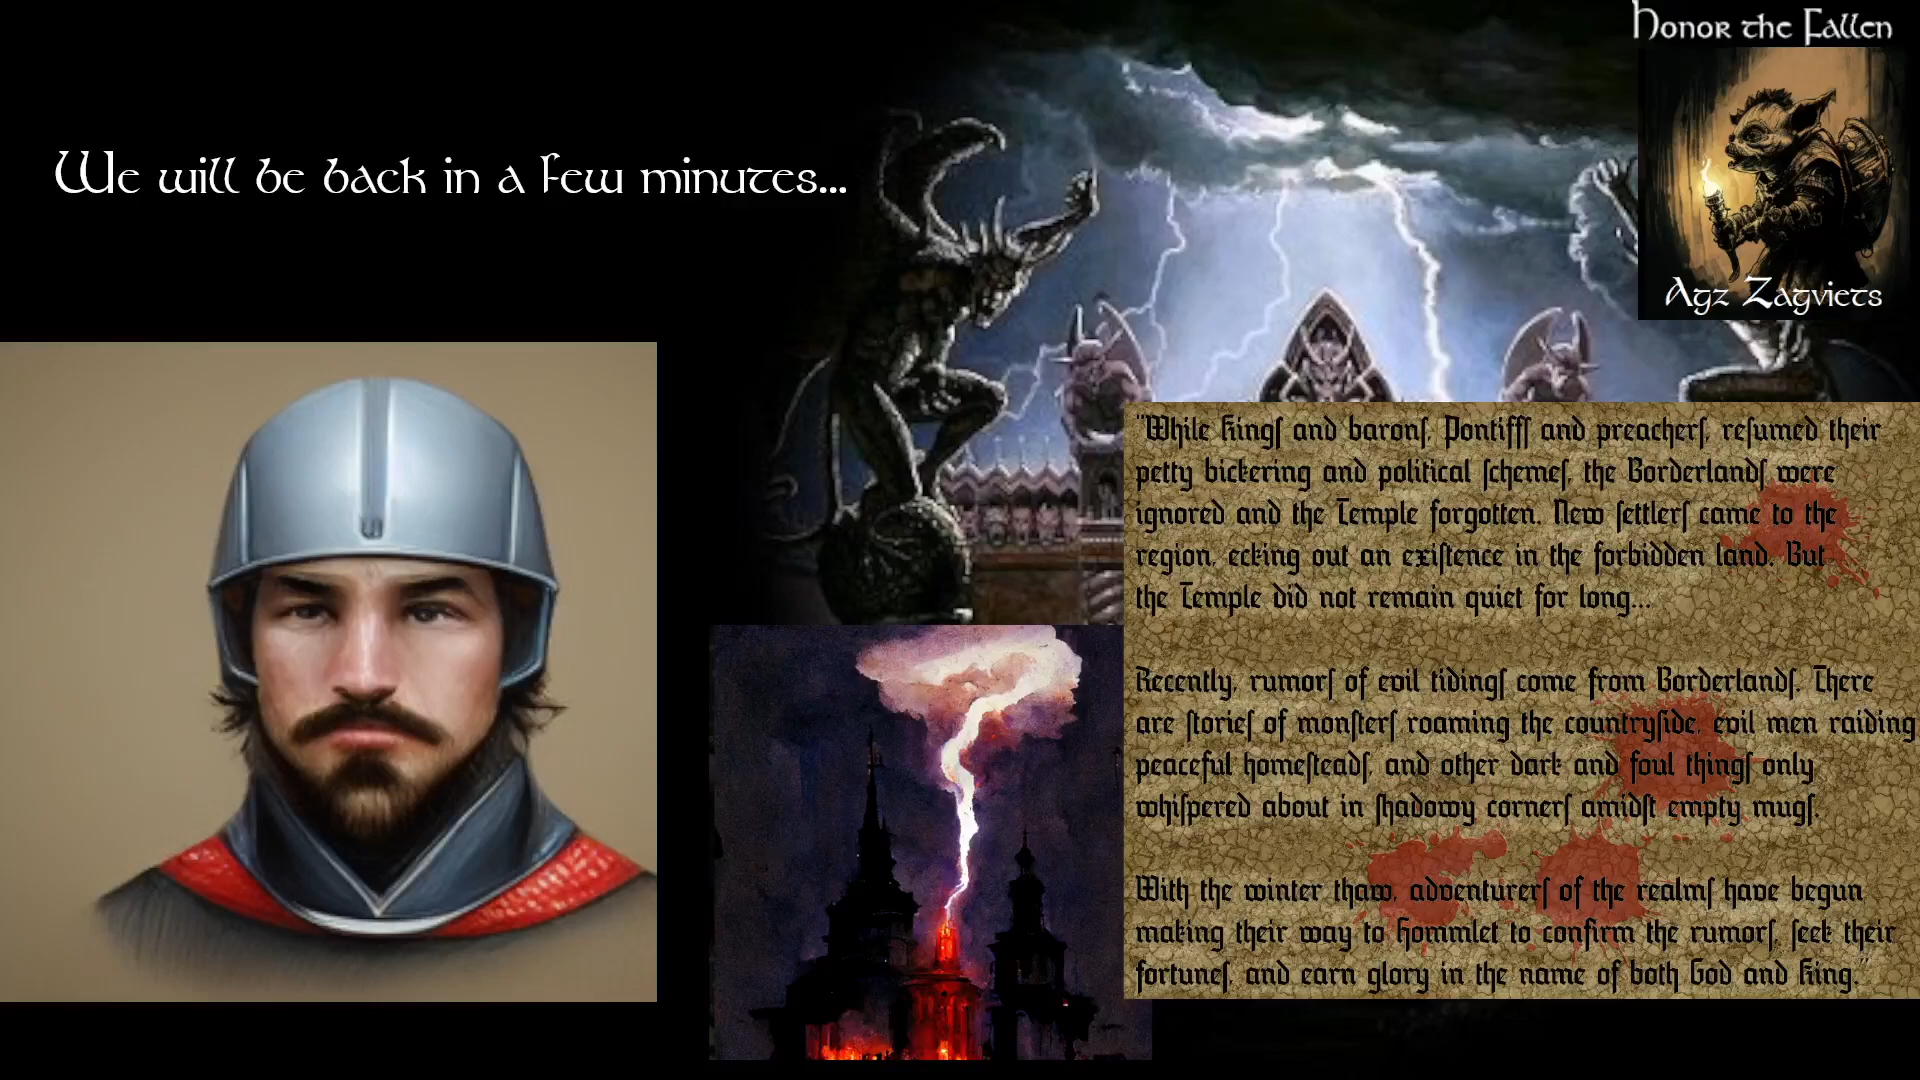 Honor the Fallen
We will be back in a few minutes...
Agz Zagviets
"While kings and barons, Pontiffs and preachers, resumed their
petty bickering and political schemes, the Borderlands were
ignored and the Temple forgotten. New settlers came to the
region, ecking out an existence in the forbidden land. But
the Temple did not remain quiet for long...
Recently, rumors of evil tidings come from Borderlands. There
are stories of monsters roaming the countryside, evil men raiding
peaceful homesteads, and other dark and foul things only
whispered about in shadowy corners amidst empty mugs.
With the winter thaw, adventurers of the realms have begun
making their way to Hommlet to confirm the rumors, seek their
fortunes, and earn glory in the name of both God and King."